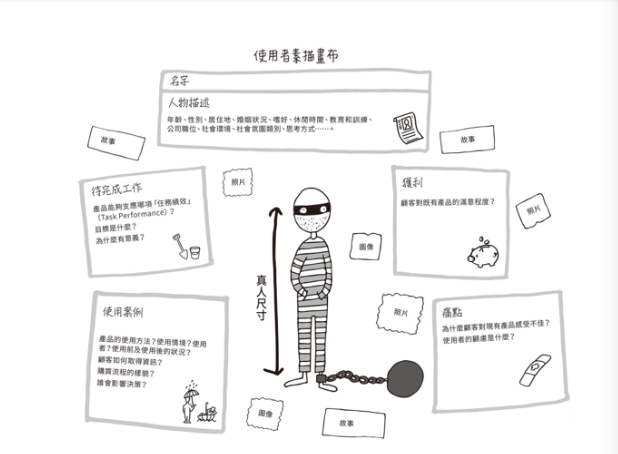 使用者素描畫布
名字
人物描述
年齡、性別、居住地、婚姻狀況、嗜好、休閒時間、教育和訓練、
公司職位、社會環境、社會氛圍類別、思考方式……。
故事
故事
待完成工作
產品能夠支應哪項「任務績效」
（Task Performance）？
目標是什麼？
為什麼有意義？
照片
獲利
顧客對既有產品的滿意程度？
照片
圖像
真人尺寸
使用案例
產品的使用方法？使用情境？使用
者？使用前及使用後的狀況？
顧客如何取得資訊？
購買流程的樣貌？
誰會影響決策？
照片
痛點
為什麼顧客對現有產品感受不佳？
使用者的顧慮是什麼？
圖像
故事